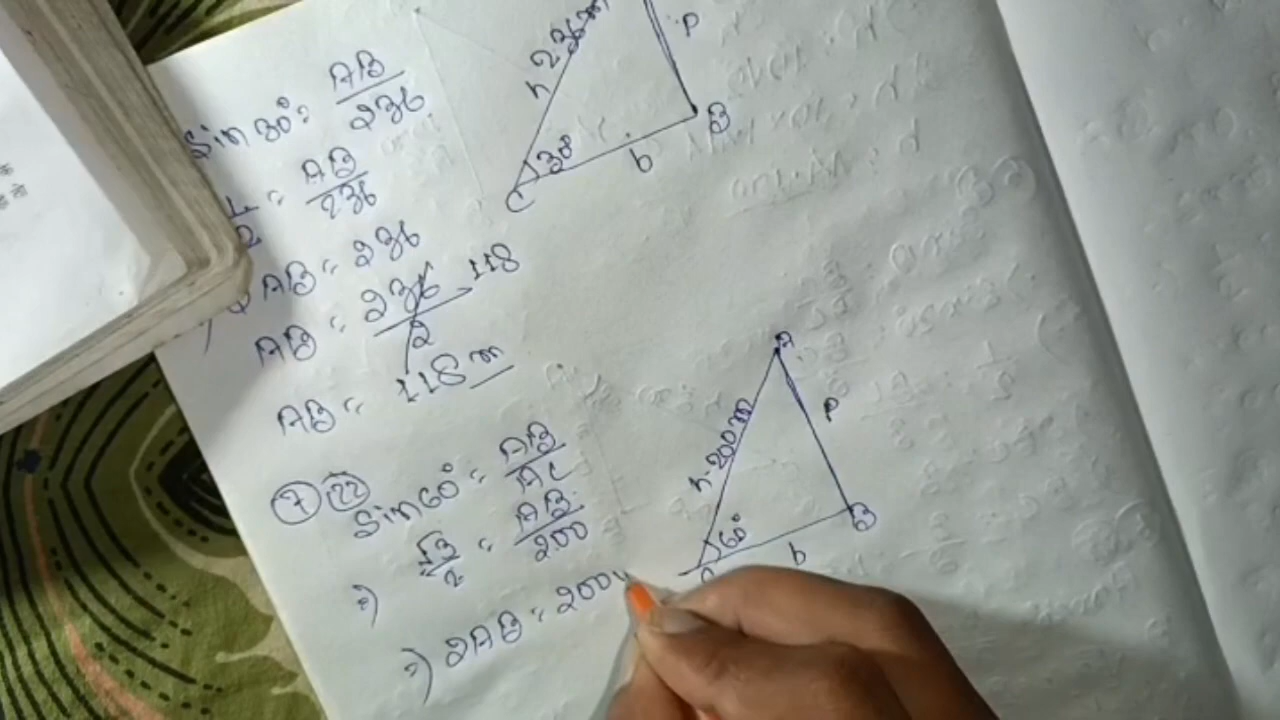 sin 30° = AB/236
1/2 = AB/236
2AB = 236
AB = 236/2 118
AB = 118 m
h 236m
P
B
30°
b
C
7 22
sin 60° = AB/AC
⇒ √3/2 = AB/200
⇒ 2AB = 200
A
h-200m
P
60°
B
b
C